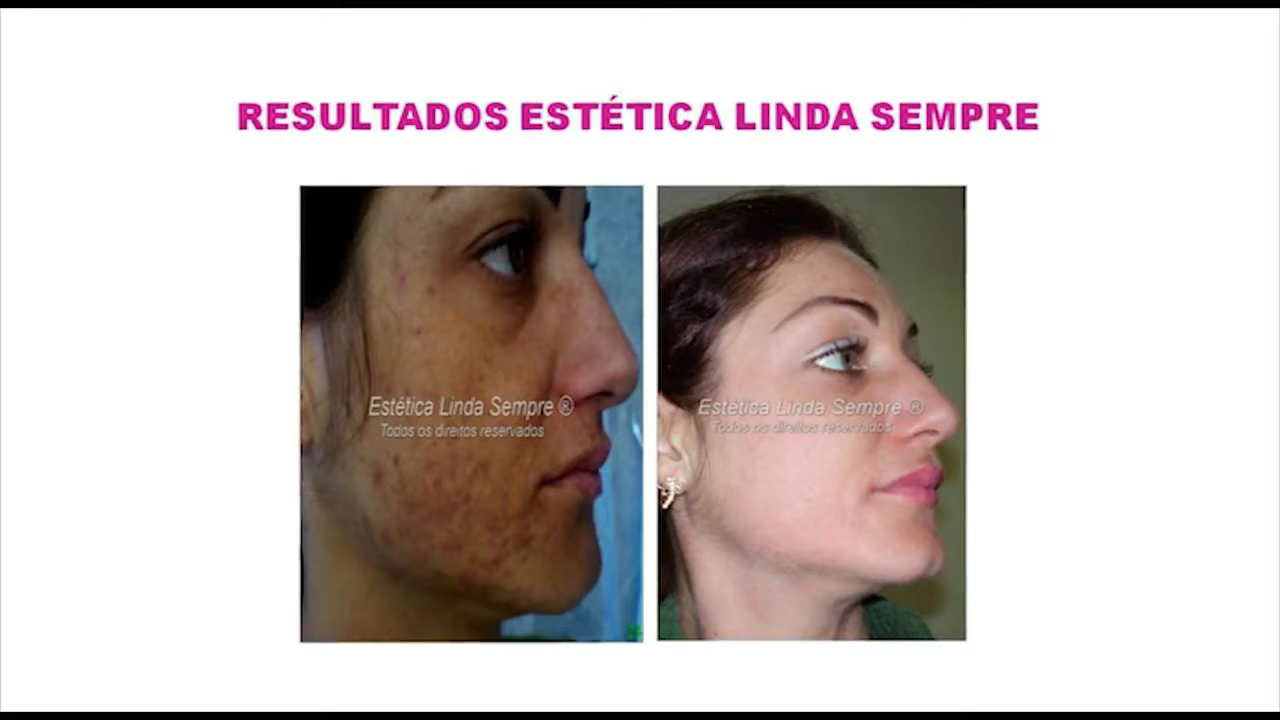 RESULTADOS ESTÉTICA LINDA SEMPRE
Estética Linda Sempre ®
Todos os direitos reservados
Estética Linda Sempre ®
Todos os direitos reservados